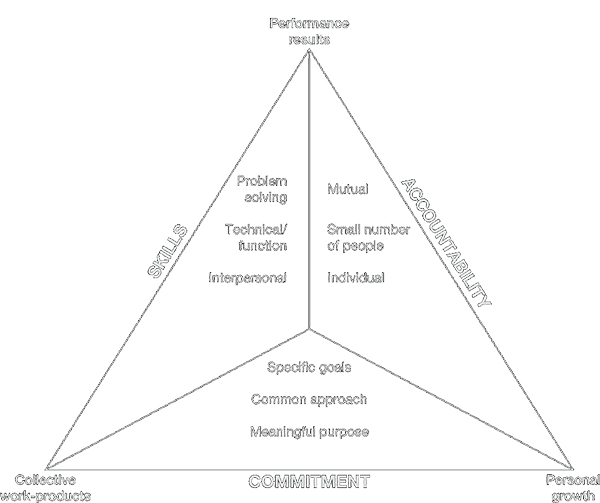 Performance
results
Problem
solving
Technical/
function
Interpersonal
Mutual
Small number
of people
Individual
SKILLS
ACCOUNTABILITY
Specific goals
Common approach
Meaningful purpose
Collective
work-products
COMMITMENT
Personal
growth